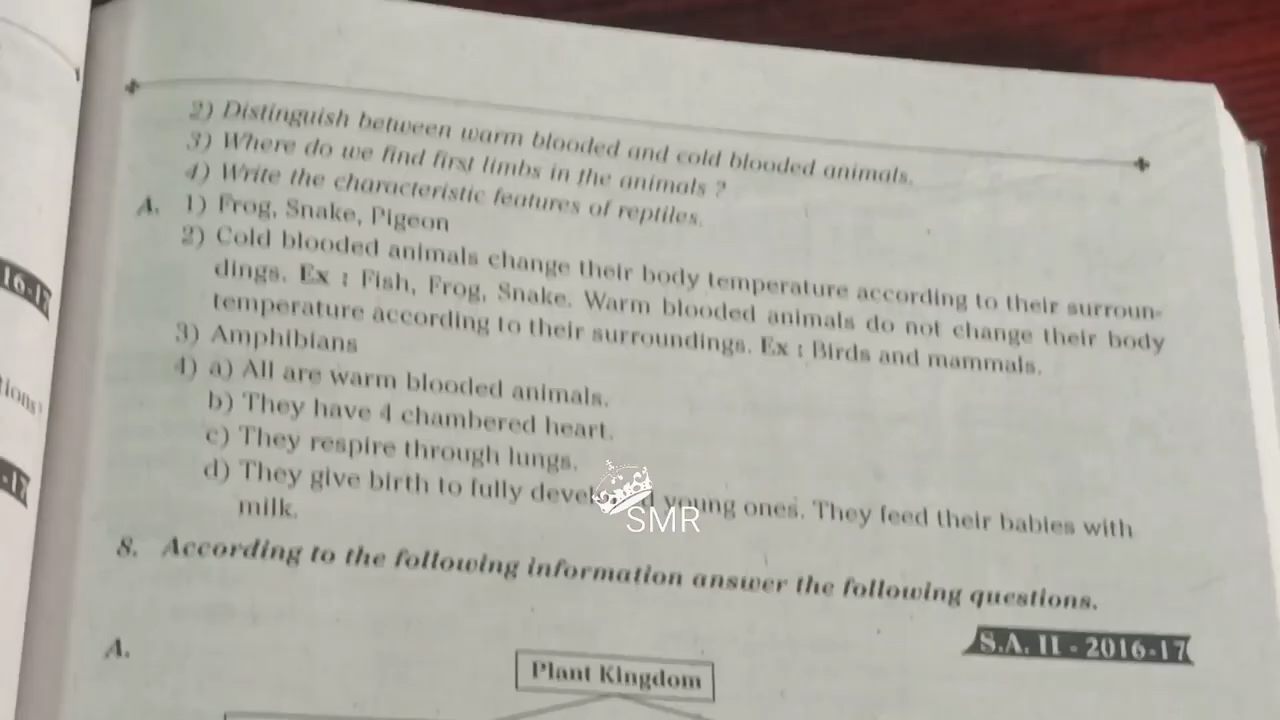 2) Distinguish between warm blooded and cold blooded animals.
3) Where do we find first limbs in the animals ?
4) Write the characteristic features of reptiles.
A. 1) Frog, Snake, Pigeon
2) Cold blooded animals change their body temperature according to their surroun-
dings. Ex : Fish, Frog, Snake. Warm blooded animals do not change their body
temperature according to their surroundings. Ex : Birds and mammals.
3) Amphibians
4) a) All are warm blooded animals.
b) They have 4 chambered heart.
c) They respire through lungs.
d) They give birth to fully develo d young ones. They feed their babies with
milk.
SMR
8. According to the following information answer the following questions.
S.A. II - 2016-17
A.
Plant Kingdom
16-17
tions)
-17